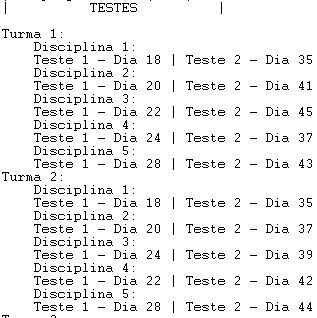 |          TESTES          |
Turma 1:
Disciplina 1:
Teste 1 - Dia 18 | Teste 2 - Dia 35
Disciplina 2:
Teste 1 - Dia 20 | Teste 2 - Dia 41
Disciplina 3:
Teste 1 - Dia 22 | Teste 2 - Dia 45
Disciplina 4:
Teste 1 - Dia 24 | Teste 2 - Dia 37
Disciplina 5:
Teste 1 - Dia 28 | Teste 2 - Dia 43
Turma 2:
Disciplina 1:
Teste 1 - Dia 18 | Teste 2 - Dia 35
Disciplina 2:
Teste 1 - Dia 20 | Teste 2 - Dia 37
Disciplina 3:
Teste 1 - Dia 24 | Teste 2 - Dia 39
Disciplina 4:
Teste 1 - Dia 22 | Teste 2 - Dia 42
Disciplina 5:
Teste 1 - Dia 28 | Teste 2 - Dia 44